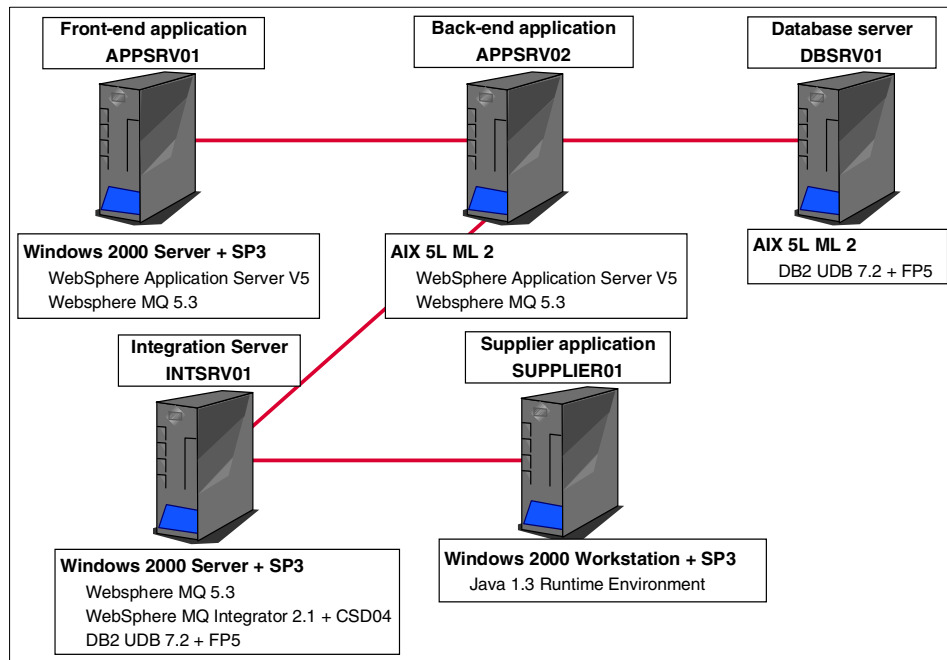 Front-end application
APPSRV01
Back-end application
APPSRV02
Database server
DBSRV01
Windows 2000 Server + SP3
WebSphere Application Server V5
Websphere MQ 5.3
AIX 5L ML 2
WebSphere Application Server V5
Websphere MQ 5.3
AIX 5L ML 2
DB2 UDB 7.2 + FP5
Integration Server
INTSRV01
Supplier application
SUPPLIER01
Windows 2000 Server + SP3
Websphere MQ 5.3
WebSphere MQ Integrator 2.1 + CSD04
DB2 UDB 7.2 + FP5
Windows 2000 Workstation + SP3
Java 1.3 Runtime Environment